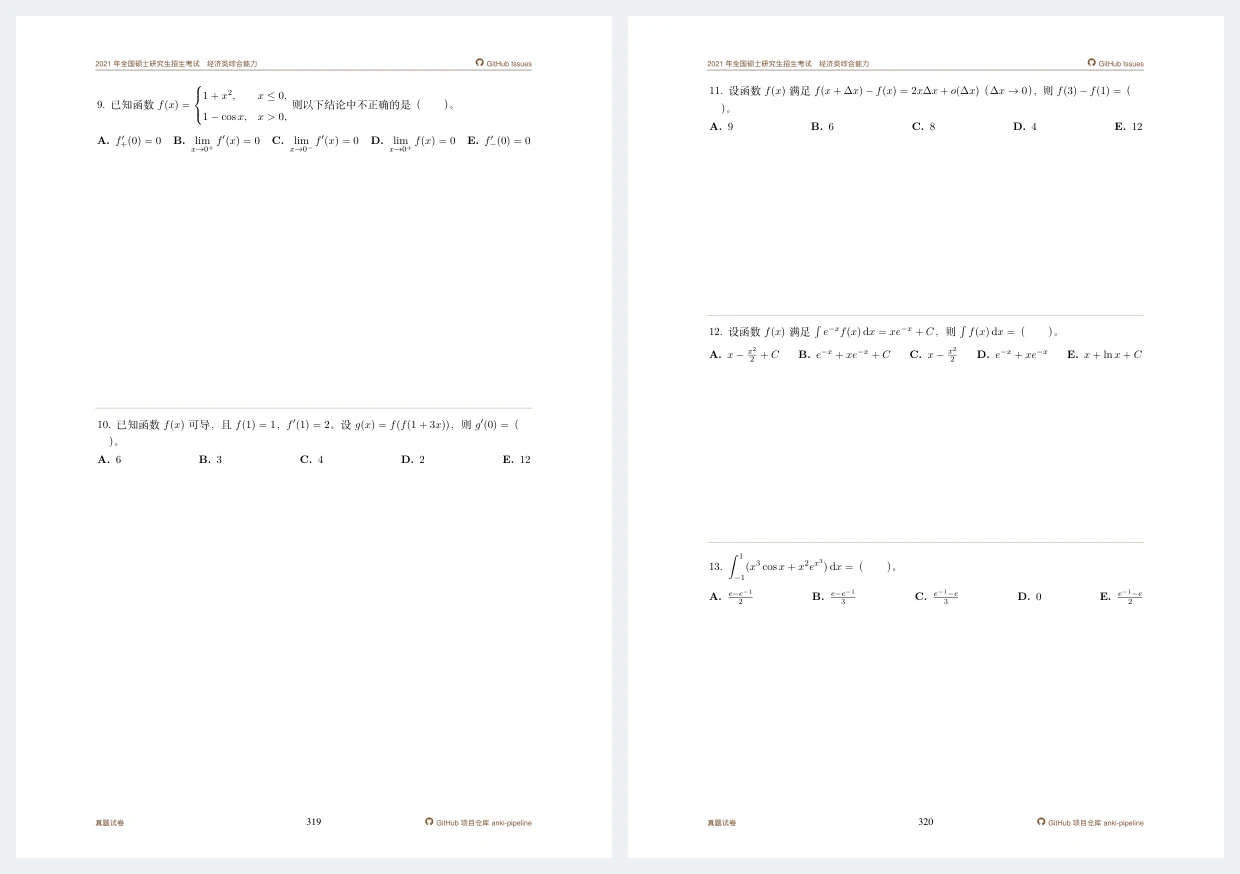 2021 年全国硕士研究生招生考试 经济类综合能力 GitHub Issues
9. 已知函数 f(x) = { 1 + x², x ≤ 0, 1 − cos x, x > 0, 则以下结论中不正确的是（ ）。
A. f′₊(0) = 0 B. lim_{x→0⁺} f′(x) = 0 C. lim_{x→0⁻} f′(x) = 0 D. lim_{x→0⁺} f(x) = 0 E. f′₋(0) = 0
10. 已知函数 f(x) 可导，且 f(1) = 1，f′(1) = 2。设 g(x) = f(f(1 + 3x))，则 g′(0) =（
）。
A. 6 B. 3 C. 4 D. 2 E. 12
真题试卷 319 GitHub 项目仓库 anki-pipeline
2021 年全国硕士研究生招生考试 经济类综合能力 GitHub Issues
11. 设函数 f(x) 满足 f(x + Δx) − f(x) = 2xΔx + o(Δx)（Δx → 0），则 f(3) − f(1) =（
）。
A. 9 B. 6 C. 8 D. 4 E. 12
12. 设函数 f(x) 满足 ∫ e⁻ˣ f(x) dx = xe⁻ˣ + C，则 ∫ f(x) dx =（ ）。
A. x − x²/2 + C B. e⁻ˣ + xe⁻ˣ + C C. x − x²/2 D. e⁻ˣ + xe⁻ˣ E. x + ln x + C
13. ∫_{−1}^{1} (x³ cos x + x² e^{x³}) dx =（ ）。
A. (e−e⁻¹)/2 B. (e−e⁻¹)/3 C. (e⁻¹−e)/3 D. 0 E. (e⁻¹−e)/2
真题试卷 320 GitHub 项目仓库 anki-pipeline